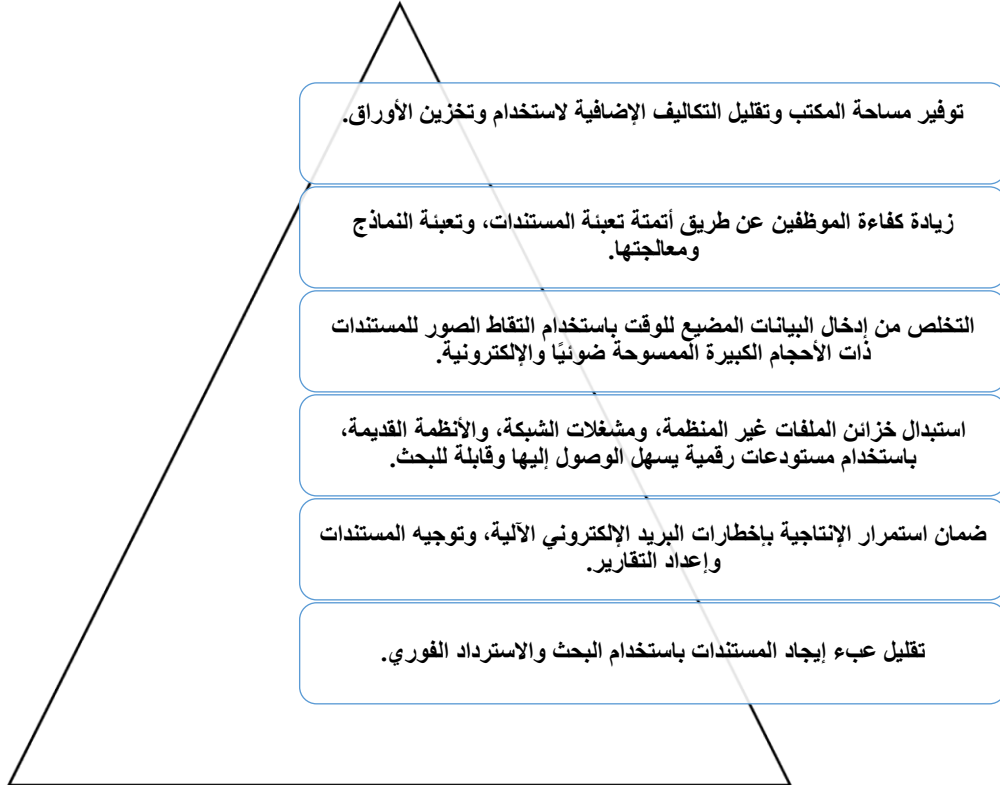 توفير مساحة المكتب وتقليل التكاليف الإضافية لاستخدام وتخزين الأوراق.
زيادة كفاءة الموظفين عن طريق أتمتة تعبئة المستندات، وتعبئة النماذج
ومعالجتها.
التخلص من إدخال البيانات المضيع للوقت باستخدام التقاط الصور للمستندات
ذات الأحجام الكبيرة الممسوحة ضوئيًا والإلكترونية.
استبدال خزائن الملفات غير المنظمة، ومشغلات الشبكة، والأنظمة القديمة،
باستخدام مستودعات رقمية يسهل الوصول إليها وقابلة للبحث.
ضمان استمرار الإنتاجية بإخطارات البريد الإلكتروني الآلية، وتوجيه المستندات
وإعداد التقارير.
تقليل عبء إيجاد المستندات باستخدام البحث والاسترداد الفوري.